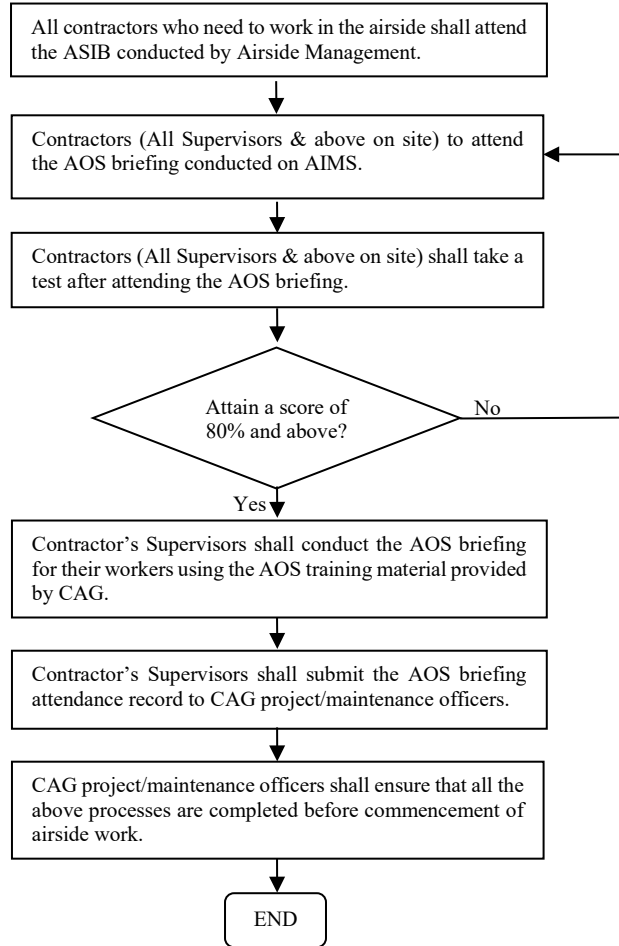 All contractors who need to work in the airside shall attend
the ASIB conducted by Airside Management.
Contractors (All Supervisors & above on site) to attend
the AOS briefing conducted on AIMS.
Contractors (All Supervisors & above on site) shall take a
test after attending the AOS briefing.
Attain a score of
80% and above?
No
Yes
Contractor’s Supervisors shall conduct the AOS briefing
for their workers using the AOS training material provided
by CAG.
Contractor’s Supervisors shall submit the AOS briefing
attendance record to CAG project/maintenance officers.
CAG project/maintenance officers shall ensure that all the
above processes are completed before commencement of
airside work.
END